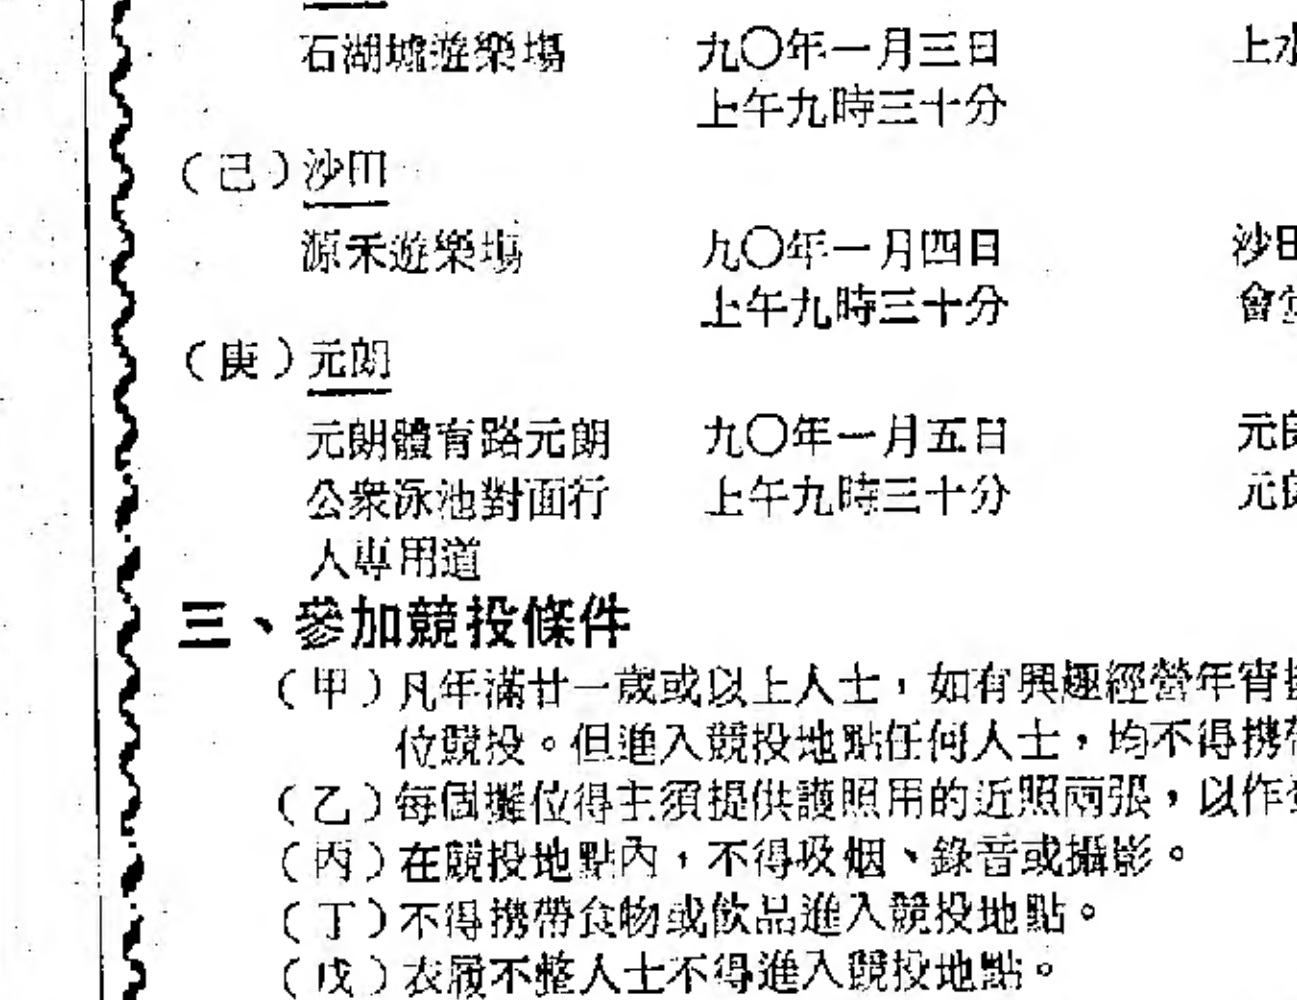 石湖墟遊樂場 九〇年一月三日 上水
上午九時三十分
（己）沙田
源禾遊樂場 九〇年一月四日 沙田
上午九時三十分 會
（庚）元朗
元朗體育路元朗 九〇年一月五日 元
公衆泳池對面行 上午九時三十分 元
人專用道
三、參加競投條件
（甲）凡年滿廿一歲或以上人士，如有興趣經營年宵
位競投。但進入競投地點任何人士，均不得携
（乙）每個攤位得主須提供護照用的近照兩張，以作
（丙）在競投地點內，不得吸烟、錄音或攝影。
（丁）不得携帶食物或飲品進入競投地點。
（戊）衣履不整人士不得進入競投地點。